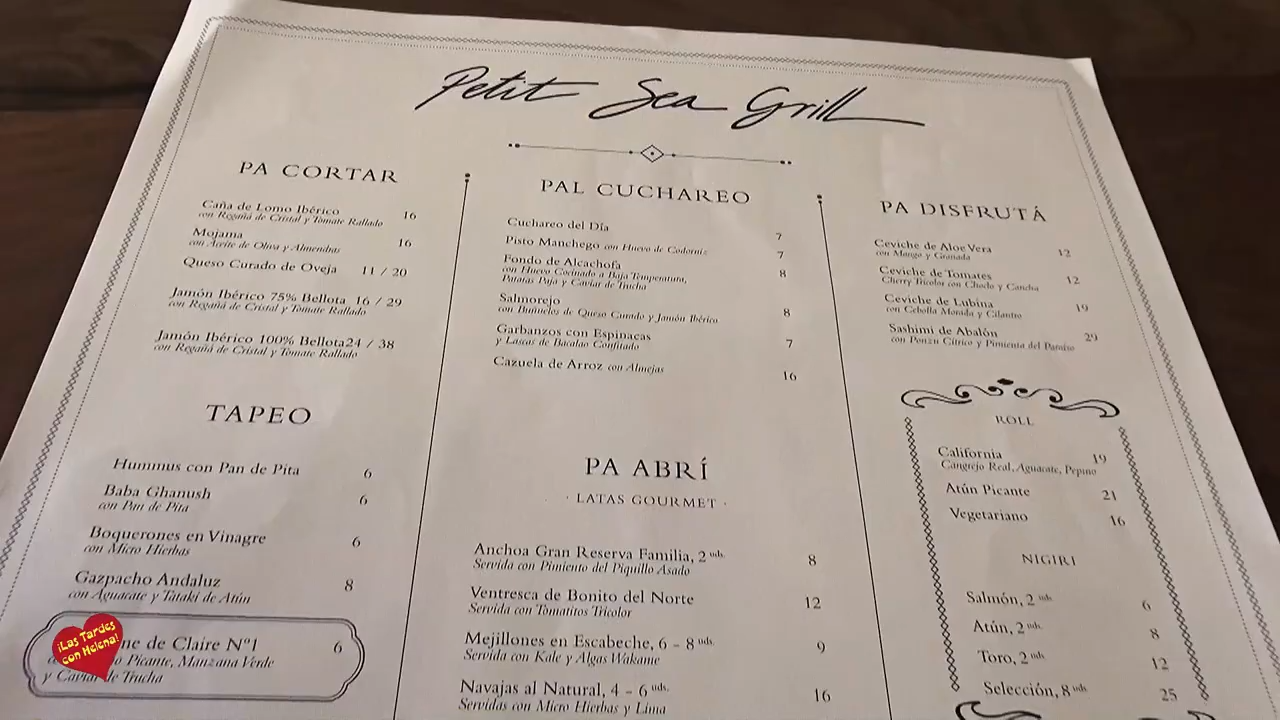 Petit Sea Grill
PA CORTAR
Caña de Lomo Ibérico 16
con Regañá de Cristal y Tomate Rallado
Mojama 16
con Aceite de Oliva y Almendras
Queso Curado de Oveja 11 / 20
Jamón Ibérico 75% Bellota 16 / 29
con Regañá de Cristal y Tomate Rallado
Jamón Ibérico 100% Bellota 24 / 38
con Regañá de Cristal y Tomate Rallado
TAPEO
Hummus con Pan de Pita 6
Baba Ghanush 6
con Pan de Pita
Boquerones en Vinagre 6
con Micro Hierbas
Gazpacho Andaluz 8
con Aguacate y Tataki de Atún
ne de Claire Nº1 6
Picante, Manzana Verde
y Caviar de Trucha
¡Las Tardes
con Helena!
PAL CUCHAREO
Cuchareo del Día 7
Pisto Manchego con Huevo de Codorniz 7
Fondo de Alcachofa 8
con Huevo Cocinado a Baja Temperatura,
Patatas Paja y Caviar de Trucha
Salmorejo 8
con Buñuelos de Queso Curado y Jamón Ibérico
Garbanzos con Espinacas 7
y Lascas de Bacalao Confitado
Cazuela de Arroz con Almejas 16
PA ABRÍ
· LATAS GOURMET ·
Anchoa Gran Reserva Familia, 2 uds. 8
Servida con Pimiento del Piquillo Asado
Ventresca de Bonito del Norte 12
Servida con Tomatitos Tricolor
Mejillones en Escabeche, 6 - 8 uds. 9
Servida con Kale y Algas Wakame
Navajas al Natural, 4 - 6 uds. 16
Servidas con Micro Hierbas y Lima
PA DISFRUTÁ
Ceviche de Aloe Vera 12
con Mango y Granada
Ceviche de Tomates 12
Cherry Tricolor con Choclo y Cancha
Ceviche de Lubina 19
con Cebolla Morada y Cilantro
Sashimi de Abalón 29
con Ponzu Cítrico y Pimienta del Paraíso
ROLL
California 19
Cangrejo Real, Aguacate, Pepino
Atún Picante 21
Vegetariano 16
NIGIRI
Salmón, 2 uds. 6
Atún, 2 uds. 8
Toro, 2 uds. 12
Selección, 8 uds. 25